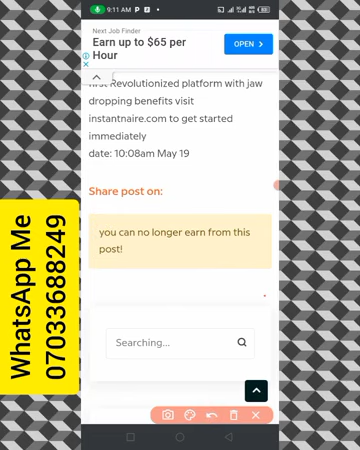 9:11 AM
Next Job Finder
Earn up to $65 per
Hour
OPEN
first Revolutionized platform with jaw
dropping benefits visit
instantnaire.com to get started
immediately
date: 10:08am May 19
Share post on:
you can no longer earn from this
post!
Searching...
WhatsApp Me
07033688249